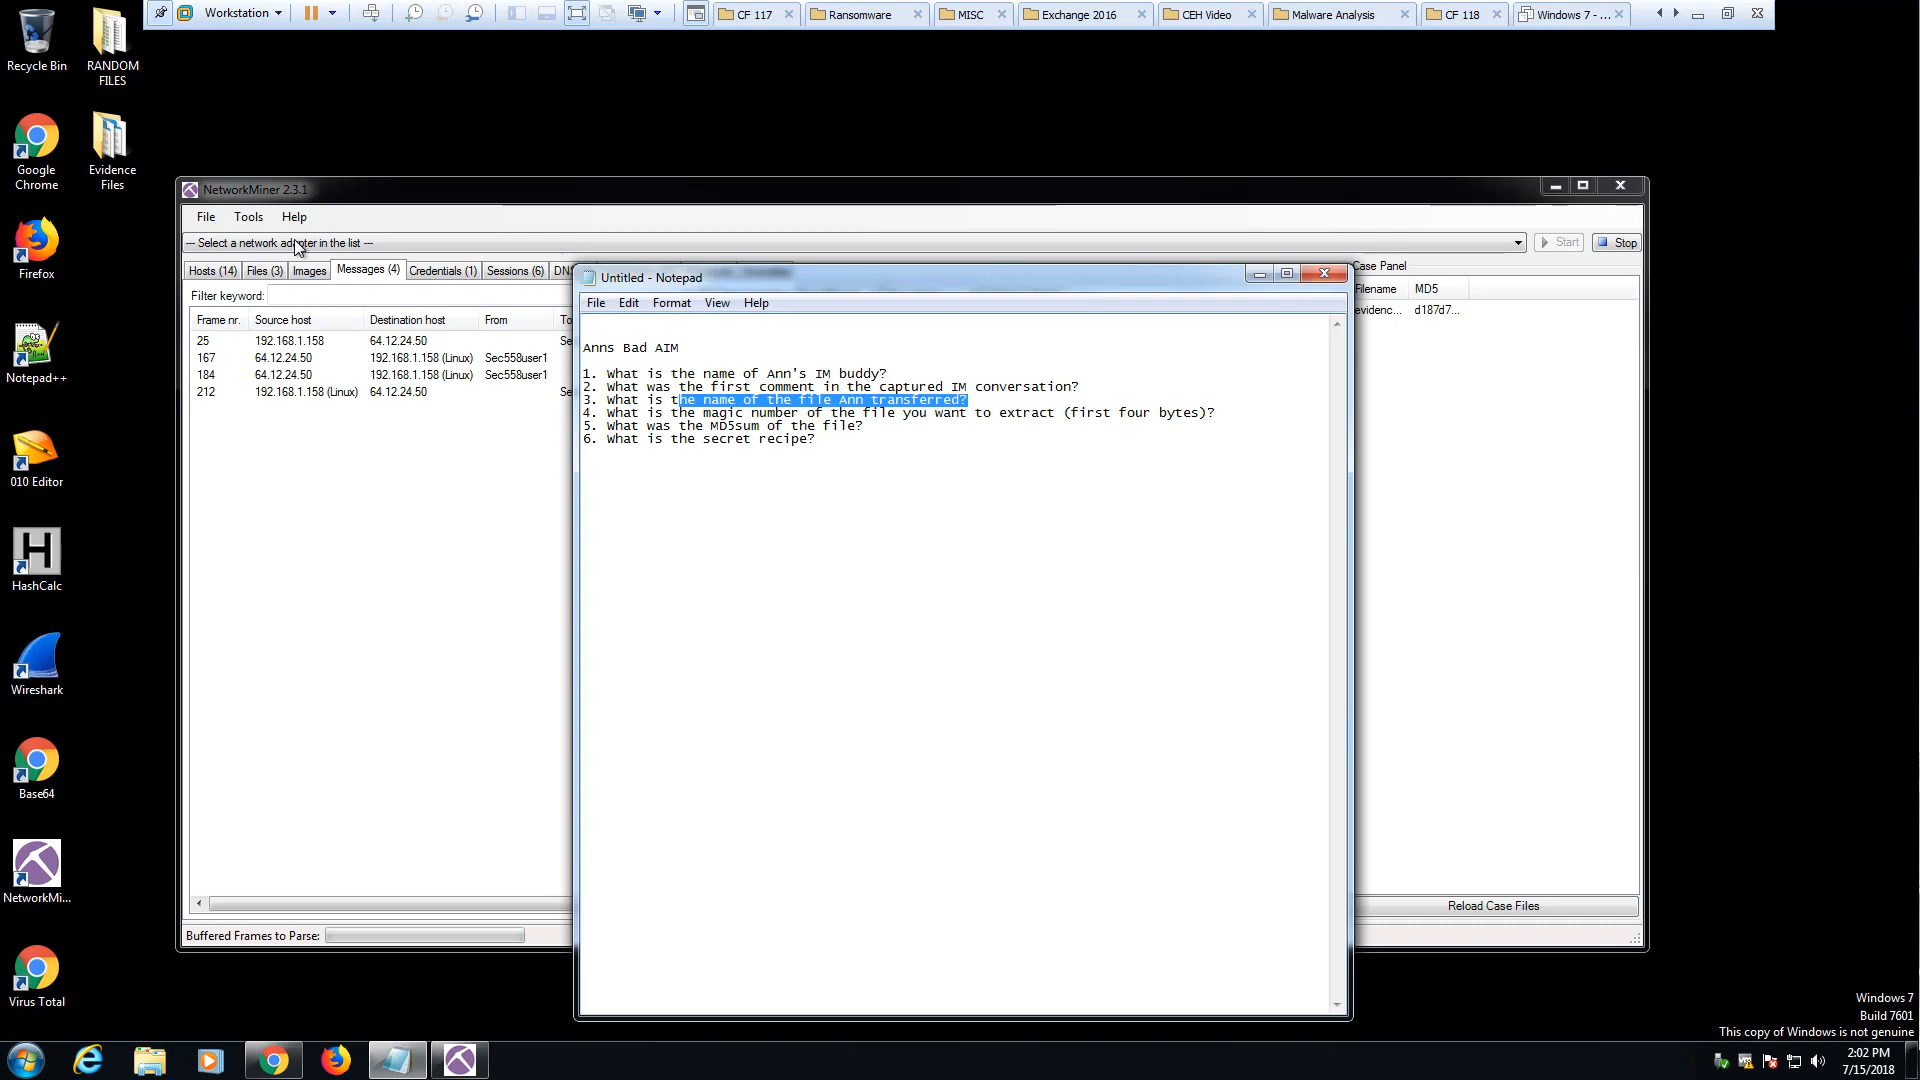 Workstation
CF 117
Ransomware
MISC
Exchange 2016
CEH Video
Malware Analysis
CF 118
Windows 7 - ...
Recycle Bin
RANDOM FILES
Google Chrome
Evidence Files
Firefox
Notepad++
010 Editor
HashCalc
Wireshark
Base64
NetworkMi...
Virus Total
NetworkMiner 2.3.1
File Tools Help
--- Select a network adapter in the list ---
Start
Stop
Hosts (14) Files (3) Images Messages (4) Credentials (1) Sessions (6)
Filter keyword:
Frame nr. Source host Destination host From
25 192.168.1.158 64.12.24.50
167 64.12.24.50 192.168.1.158 (Linux) Sec558user1
184 64.12.24.50 192.168.1.158 (Linux) Sec558user1
212 192.168.1.158 (Linux) 64.12.24.50
Buffered Frames to Parse:
Untitled - Notepad
File Edit Format View Help
Anns Bad AIM
1. What is the name of Ann's IM buddy?
2. What was the first comment in the captured IM conversation?
3. What is the name of the file Ann transferred?
4. What is the magic number of the file you want to extract (first four bytes)?
5. What was the MD5sum of the file?
6. What is the secret recipe?
Case Panel
Filename MD5
evidenc... d187d7...
Reload Case Files
Windows 7
Build 7601
This copy of Windows is not genuine
2:02 PM
7/15/2018